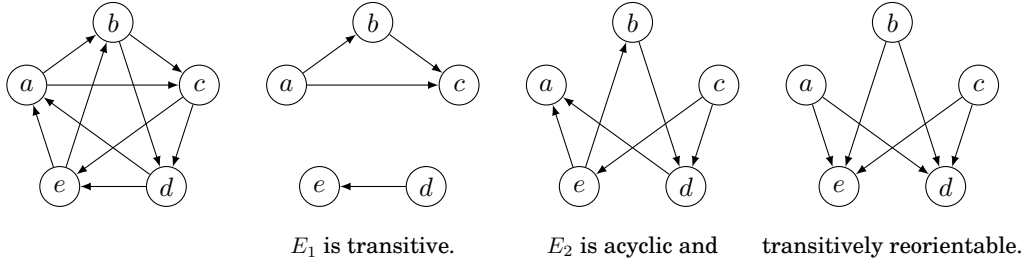 b
a
c
e
d
b
a
c
e
d
b
a
c
e
d
b
a
c
e
d
E₁ is transitive.
E₂ is acyclic and
transitively reorientable.